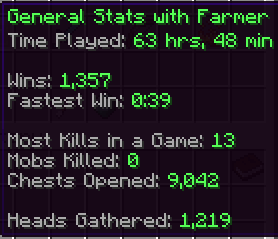 General Stats with Farmer
Time Played: 63 hrs, 48 min
Wins: 1,357
Fastest Win: 0:39
Most Kills in a Game: 13
Mobs Killed: 0
Chests Opened: 9,042
Heads Gathered: 1,219